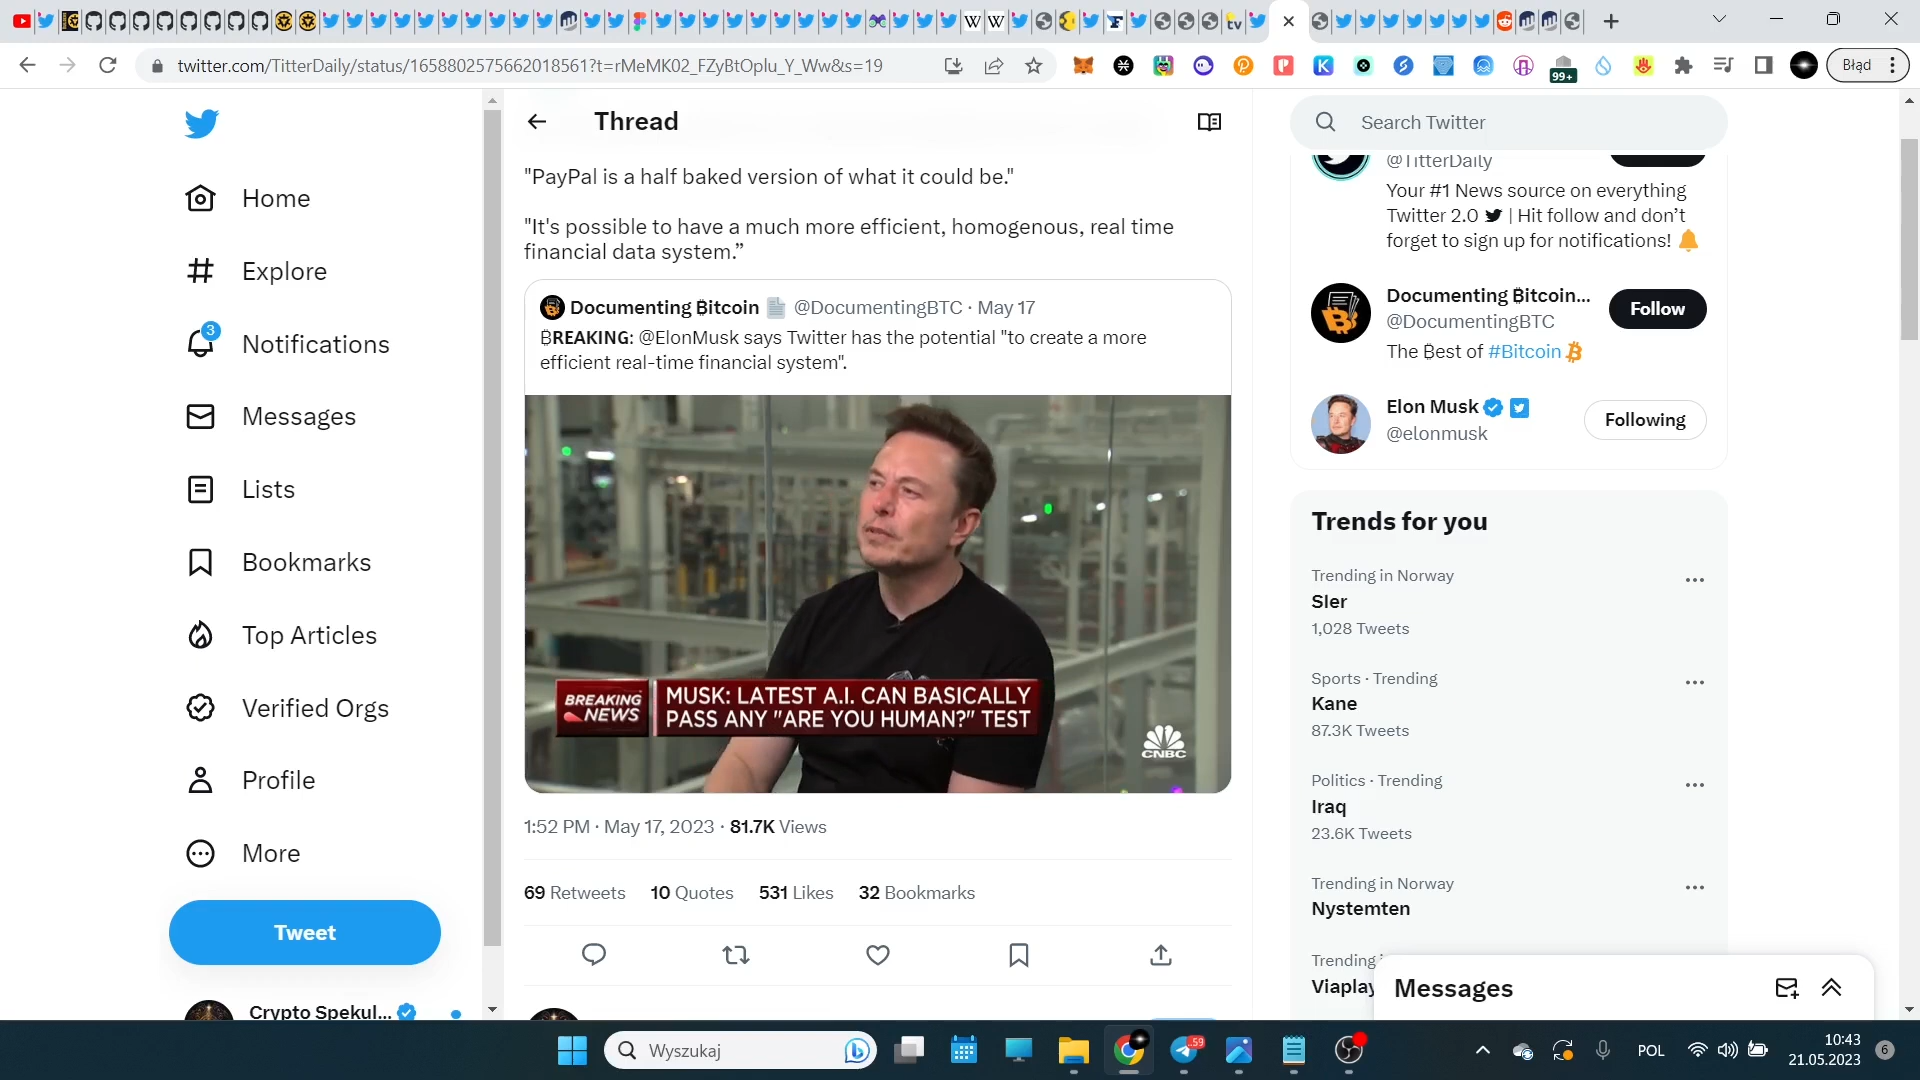 twitter.com/TitterDaily/status/1658802575662018561?t=rMeMK02_FZyBtOplu_Y_Ww&s=19
99+
Błąd
Thread
"PayPal is a half baked version of what it could be."
"It's possible to have a much more efficient, homogenous, real time
financial data system.”
Documenting ₿itcoin @DocumentingBTC · May 17
₿REAKING: @ElonMusk says Twitter has the potential "to create a more
efficient real-time financial system".
BREAKING
NEWS
MUSK: LATEST A.I. CAN BASICALLY
PASS ANY "ARE YOU HUMAN?" TEST
CNBC
1:52 PM · May 17, 2023 · 81.7K Views
69 Retweets 10 Quotes 531 Likes 32 Bookmarks
Home
Explore
3
Notifications
Messages
Lists
Bookmarks
Top Articles
Verified Orgs
Profile
More
Tweet
Crypto Spekul...
Search Twitter
@TitterDaily
Your #1 News source on everything
Twitter 2.0 | Hit follow and don’t
forget to sign up for notifications!
Documenting ₿itcoin...
@DocumentingBTC
Follow
The ₿est of #Bitcoin
Elon Musk
@elonmusk
Following
Trends for you
Trending in Norway
Sler
1,028 Tweets
Sports · Trending
Kane
87.3K Tweets
Politics · Trending
Iraq
23.6K Tweets
Trending in Norway
Nystemten
Trending
Viaplay
Messages
Wyszukaj
59
POL
10:43
21.05.2023
6